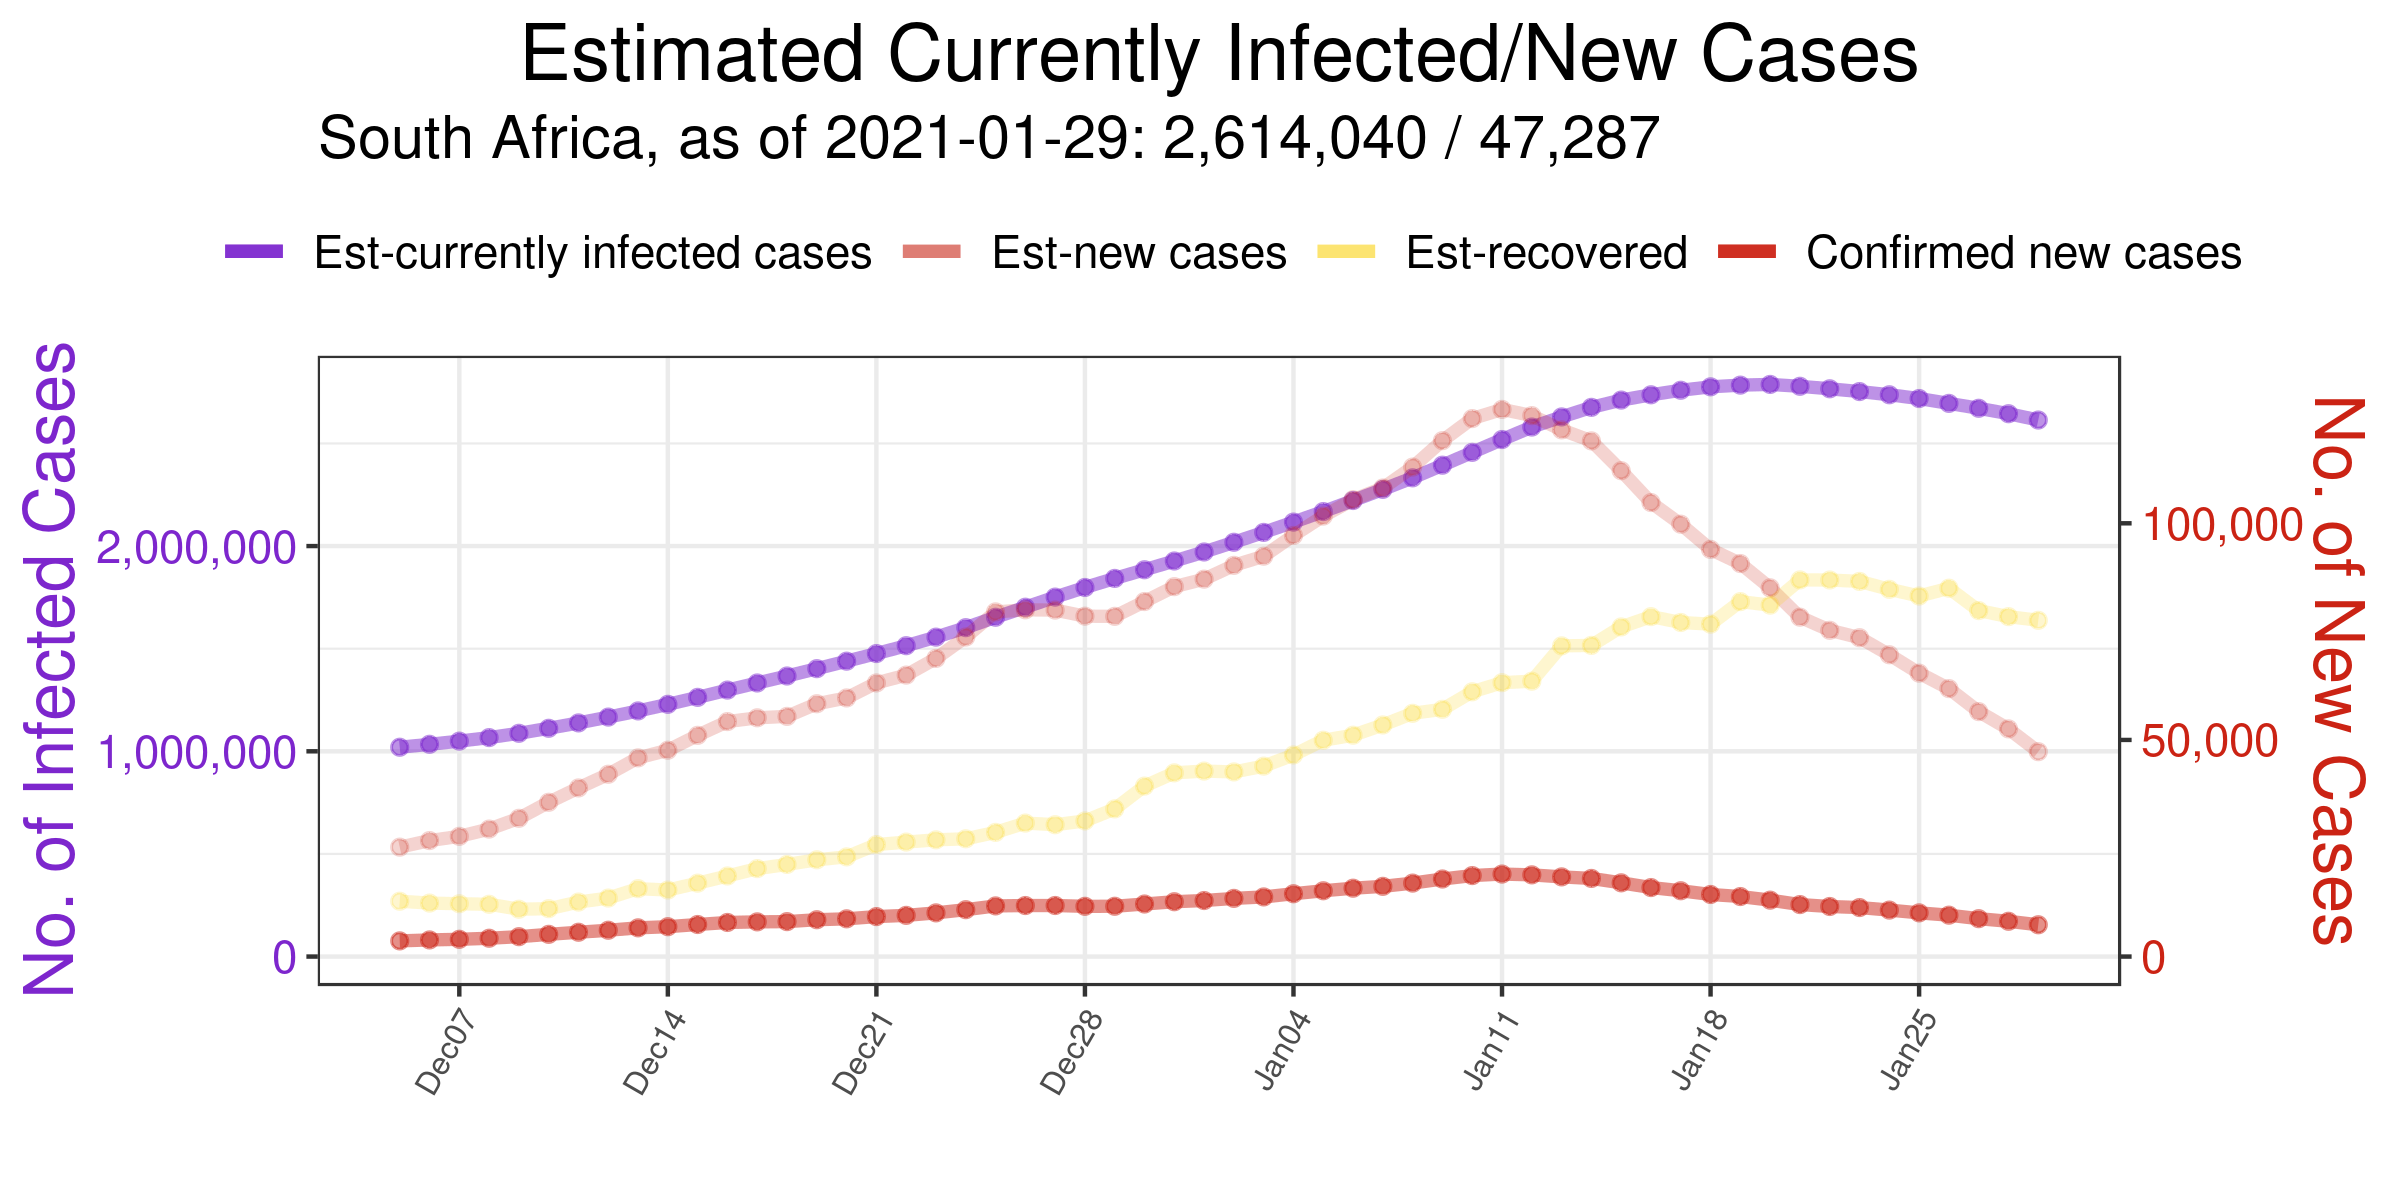 Estimated Currently Infected/New Cases
South Africa, as of 2021-01-29: 2,614,040 / 47,287
Est-currently infected cases Est-new cases Est-recovered Confirmed new cases
No. of Infected Cases
2,000,000
1,000,000
0
100,000
50,000
0
No. of New Cases
Dec07 Dec14 Dec21 Dec28 Jan04 Jan11 Jan18 Jan25